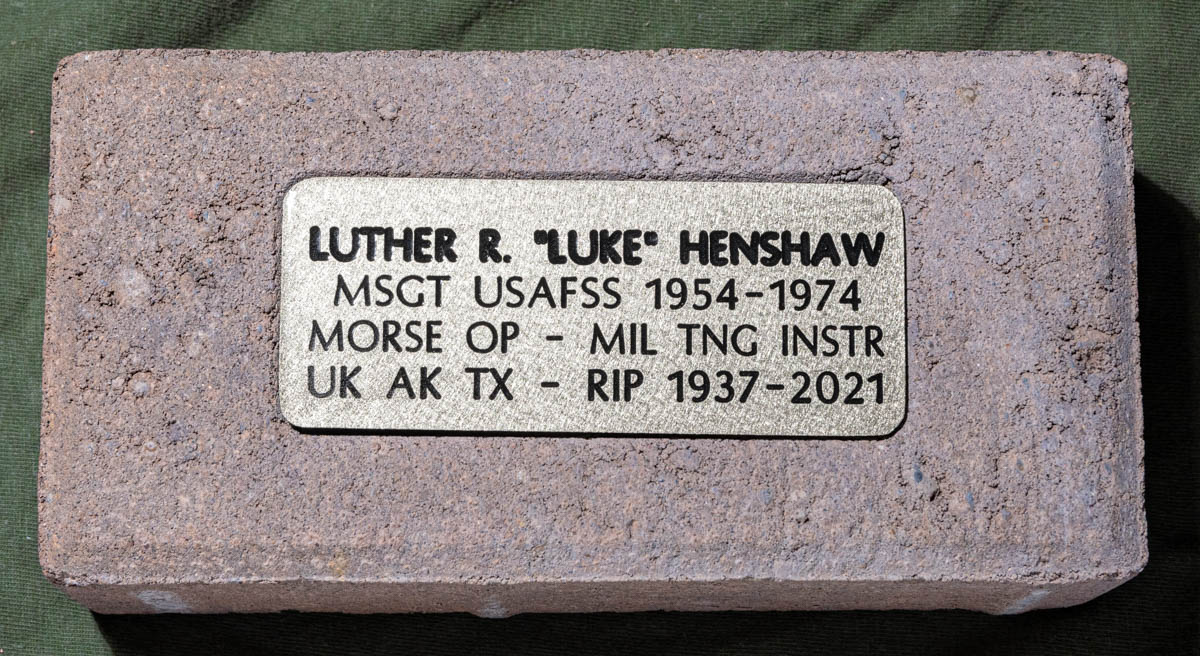 LUTHER R. "LUKE" HENSHAW
MSGT USAFSS 1954-1974
MORSE OP - MIL TNG INSTR
UK AK TX - RIP 1937-2021